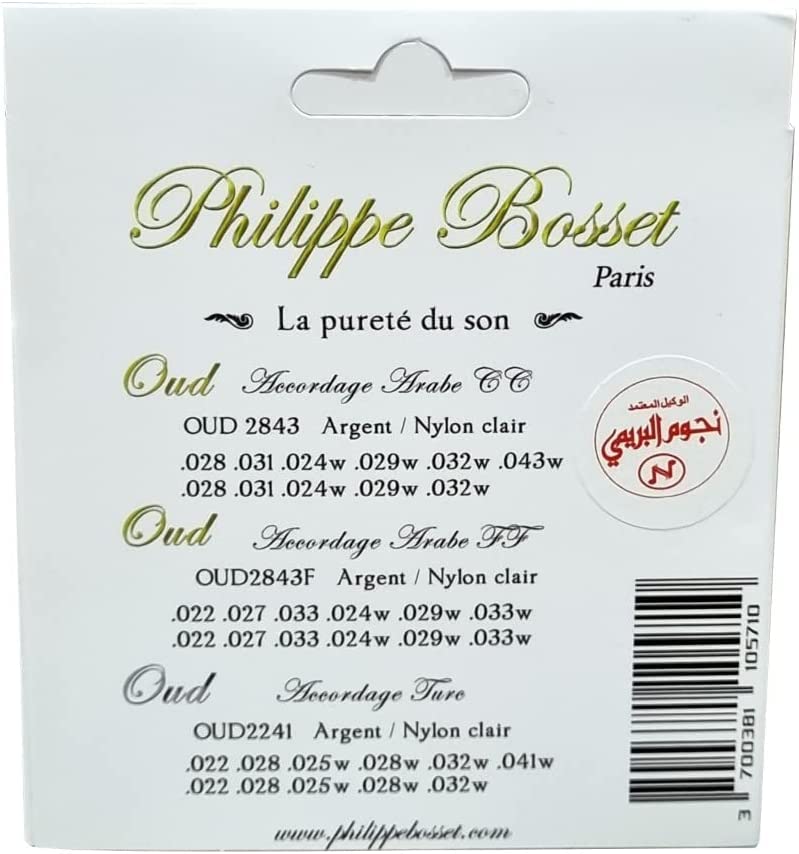 Philippe Bosset
Paris
La pureté du son
Oud Accordage Arabe CC
OUD 2843 Argent / Nylon clair
.028 .031 .024w .029w .032w .043w
.028 .031 .024w .029w .032w
الوكيل المعتمد
نجوم البريمي
N
Oud Accordage Arabe FF
OUD2843F Argent / Nylon clair
.022 .027 .033 .024w .029w .033w
.022 .027 .033 .024w .029w .033w
Oud Accordage Turc
OUD2241 Argent / Nylon clair
.022 .028 .025w .028w .032w .041w
.022 .028 .025w .028w .032w
www.philippebosset.com
3 700381 105710